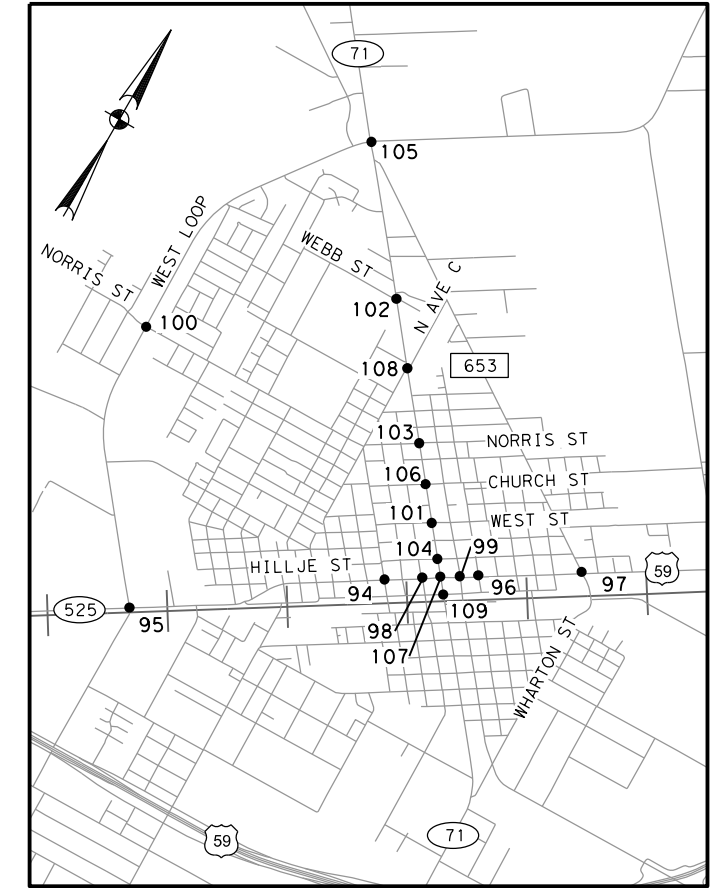 71
105
WEST LOOP
NORRIS ST
WEBB ST
N AVE C
102
100
108
653
103
NORRIS ST
106
CHURCH ST
101
WEST ST
104
99
HILLJE ST
59
94
96
97
525
95
109
98
107
WHARTON ST
59
71